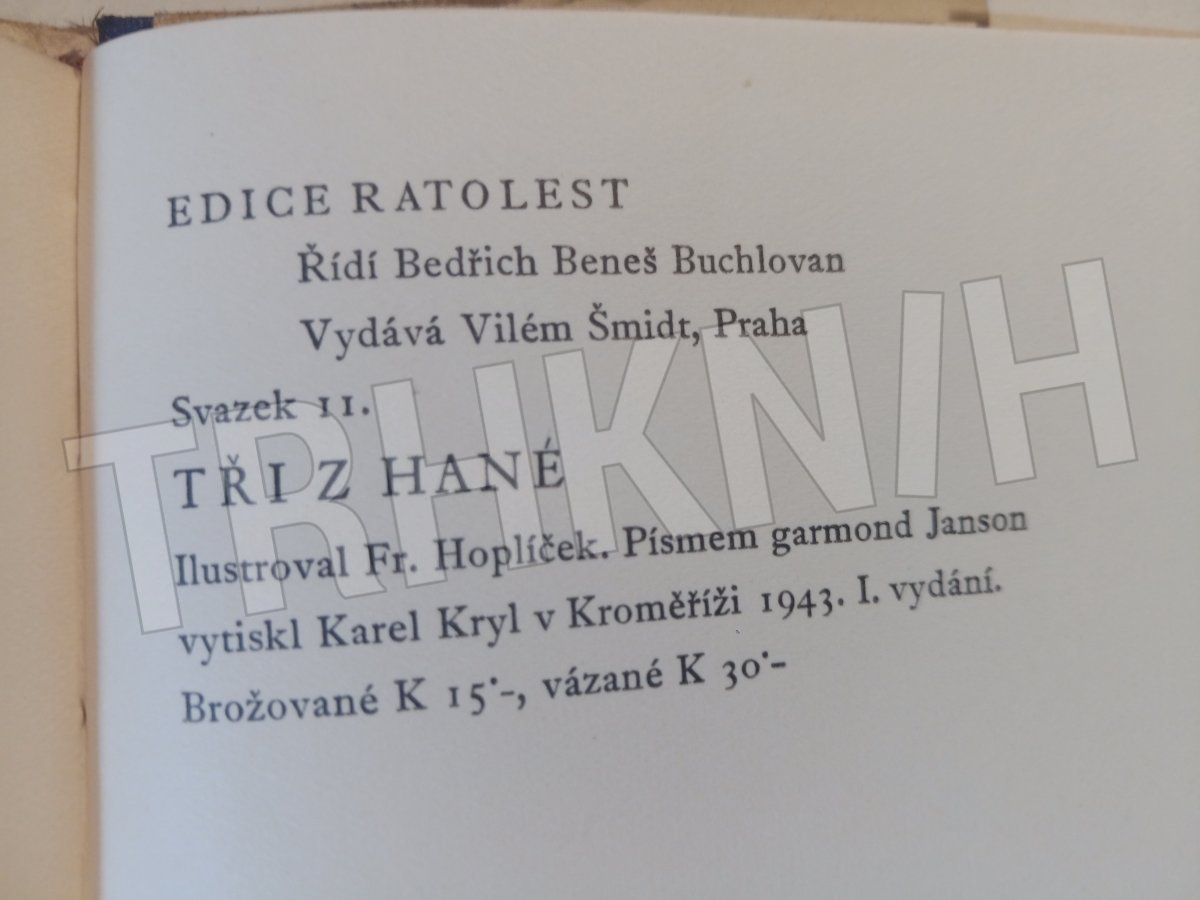 EDICE RATOLEST
Řídí Bedřich Beneš Buchlovan
Vydává Vilém Šmidt, Praha
Svazek 11.
TŘI Z HANÉ
Ilustroval Fr. Hoplíček. Písmem garmond Janson
vytiskl Karel Kryl v Kroměříži 1943. I. vydání.
Brožované K 15·-, vázané K 30·-
TRHKNIH